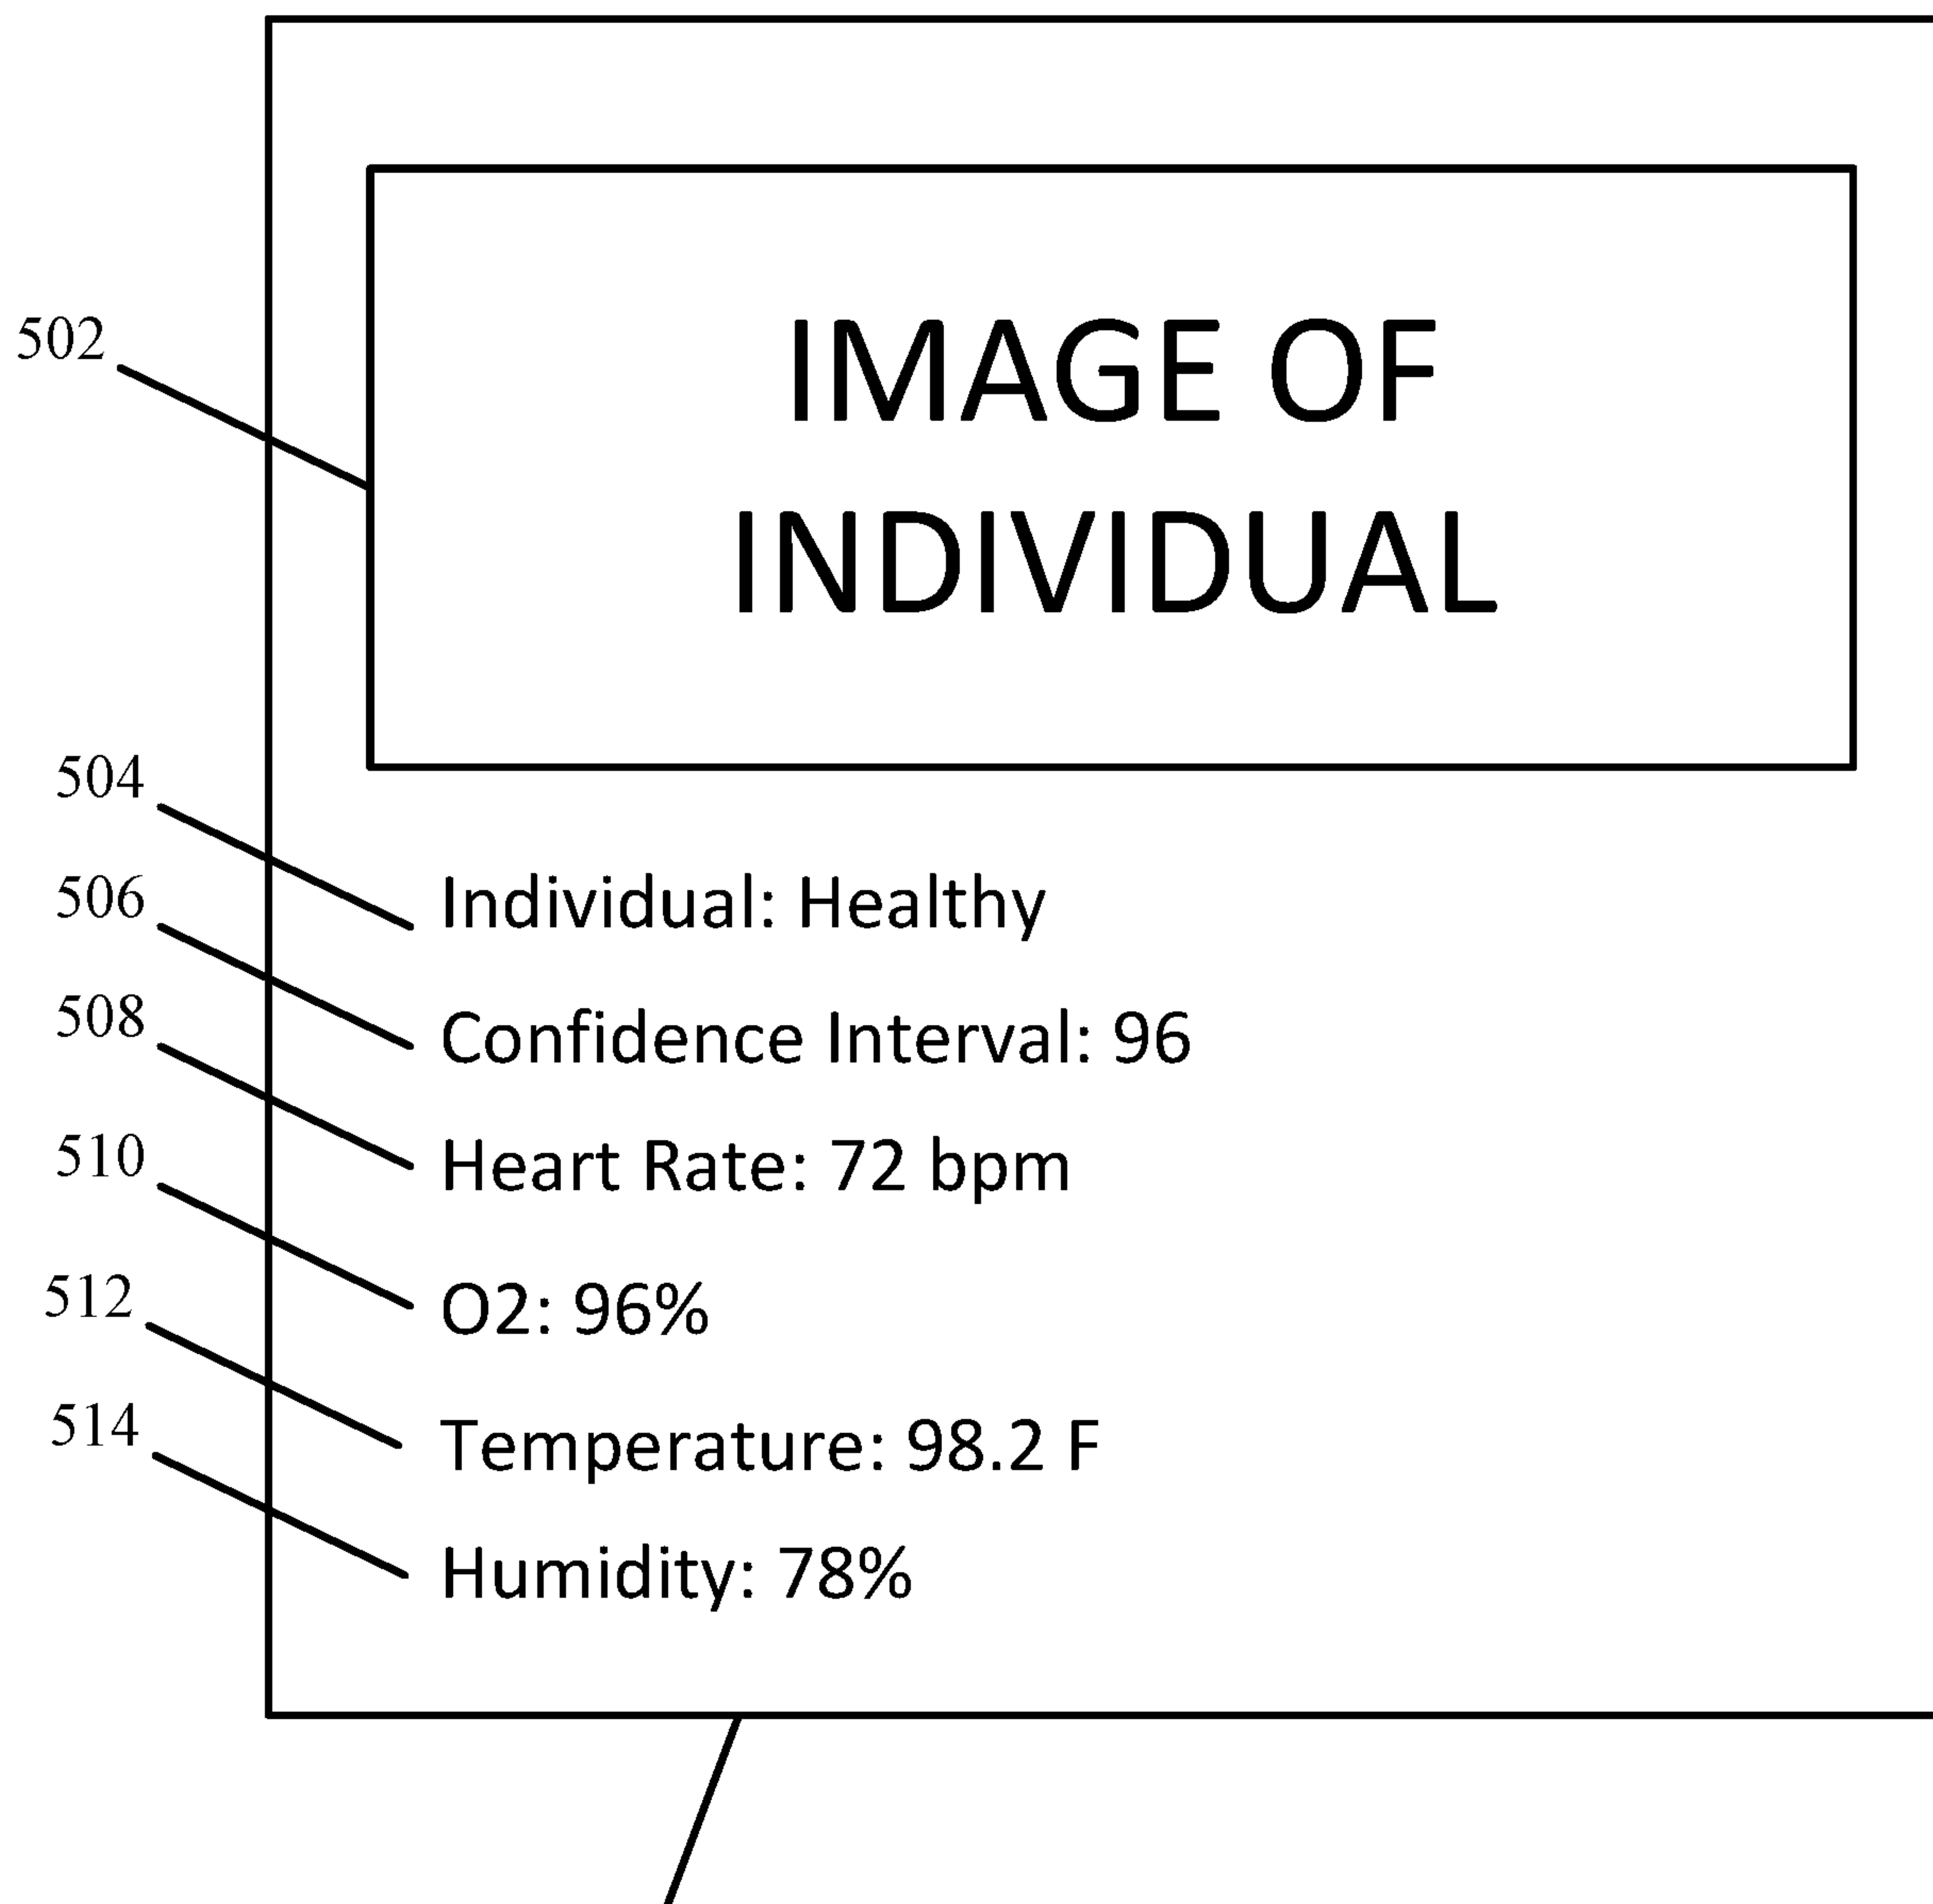 502
IMAGE OF
INDIVIDUAL
504
Individual: Healthy
506
Confidence Interval: 96
508
Heart Rate: 72 bpm
510
O2: 96%
512
Temperature: 98.2 F
514
Humidity: 78%